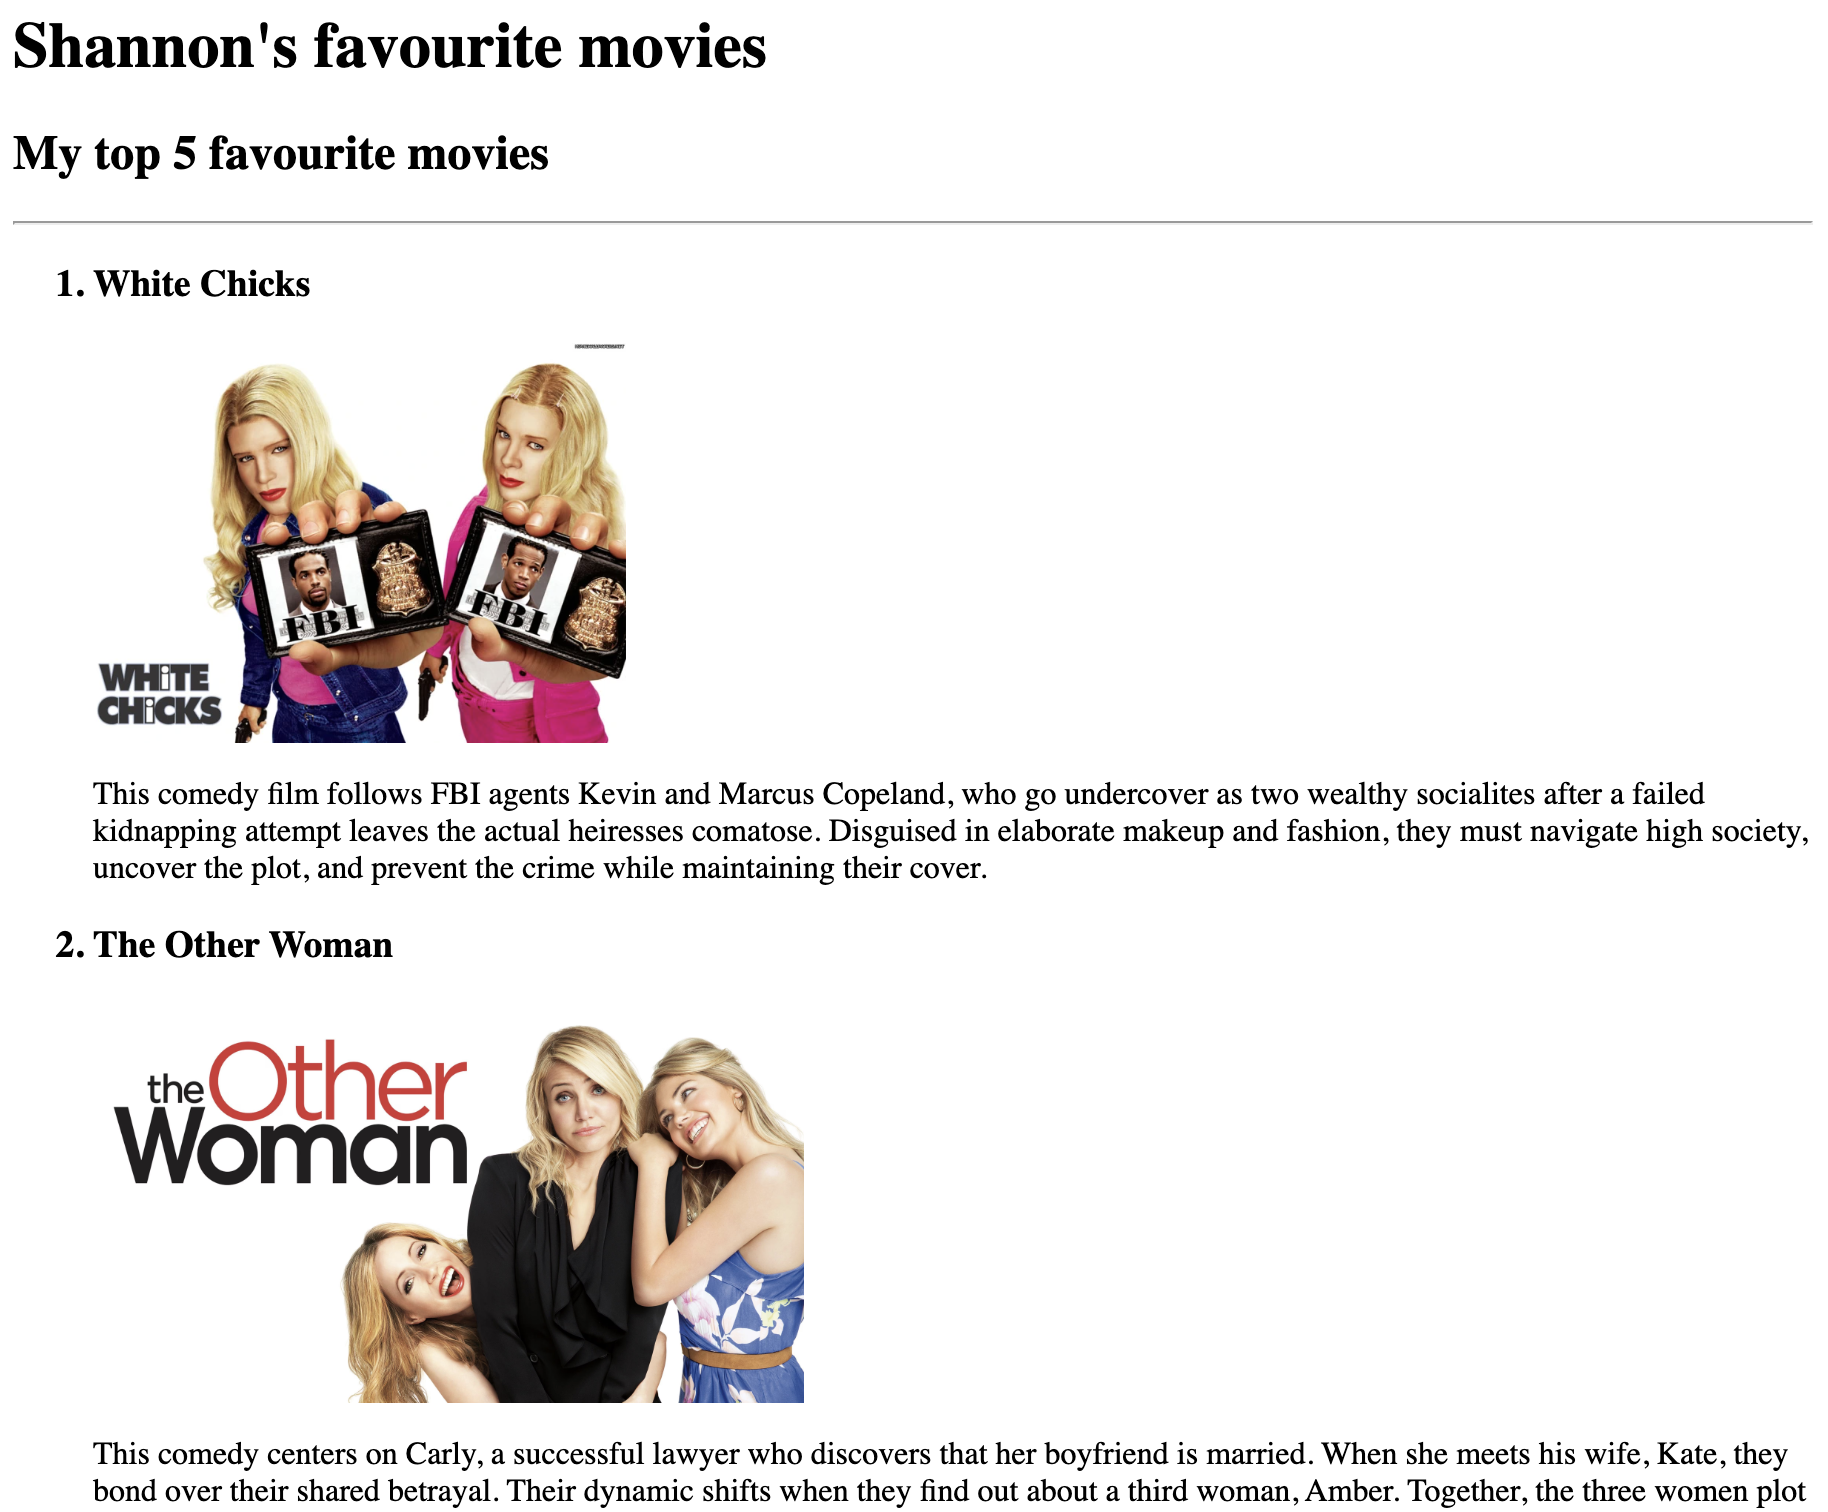 Shannon's favourite movies
My top 5 favourite movies
1. White Chicks
FBI
FBI
WHiTE
CHiCKS
This comedy film follows FBI agents Kevin and Marcus Copeland, who go undercover as two wealthy socialites after a failed
kidnapping attempt leaves the actual heiresses comatose. Disguised in elaborate makeup and fashion, they must navigate high society,
uncover the plot, and prevent the crime while maintaining their cover.
2. The Other Woman
the Other
Woman
This comedy centers on Carly, a successful lawyer who discovers that her boyfriend is married. When she meets his wife, Kate, they
bond over their shared betrayal. Their dynamic shifts when they find out about a third woman, Amber. Together, the three women plot